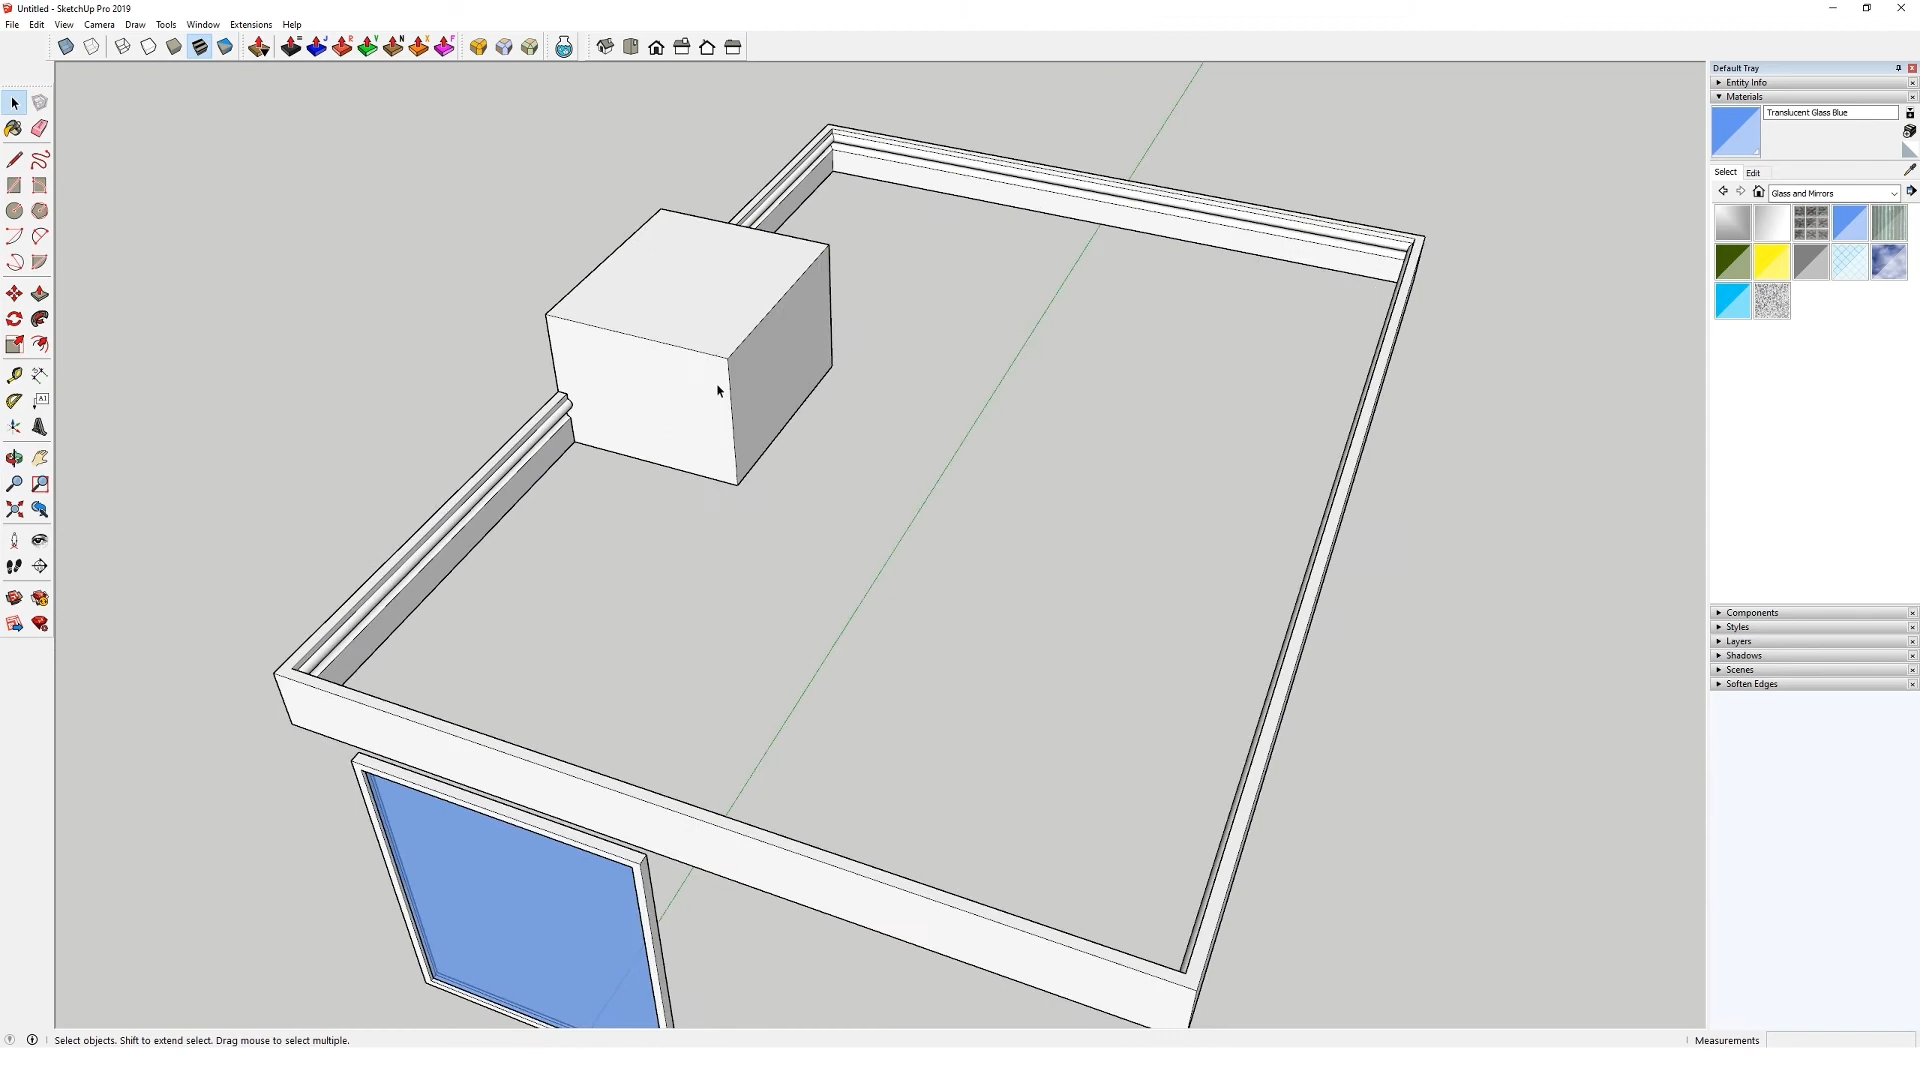 Untitled - SketchUp Pro 2019
File Edit View Camera Draw Tools Window Extensions Help
Default Tray
Entity Info
Materials
Translucent Glass Blue
Select Edit
Glass and Mirrors
Components
Styles
Layers
Shadows
Scenes
Soften Edges
Select objects. Shift to extend select. Drag mouse to select multiple.
Measurements